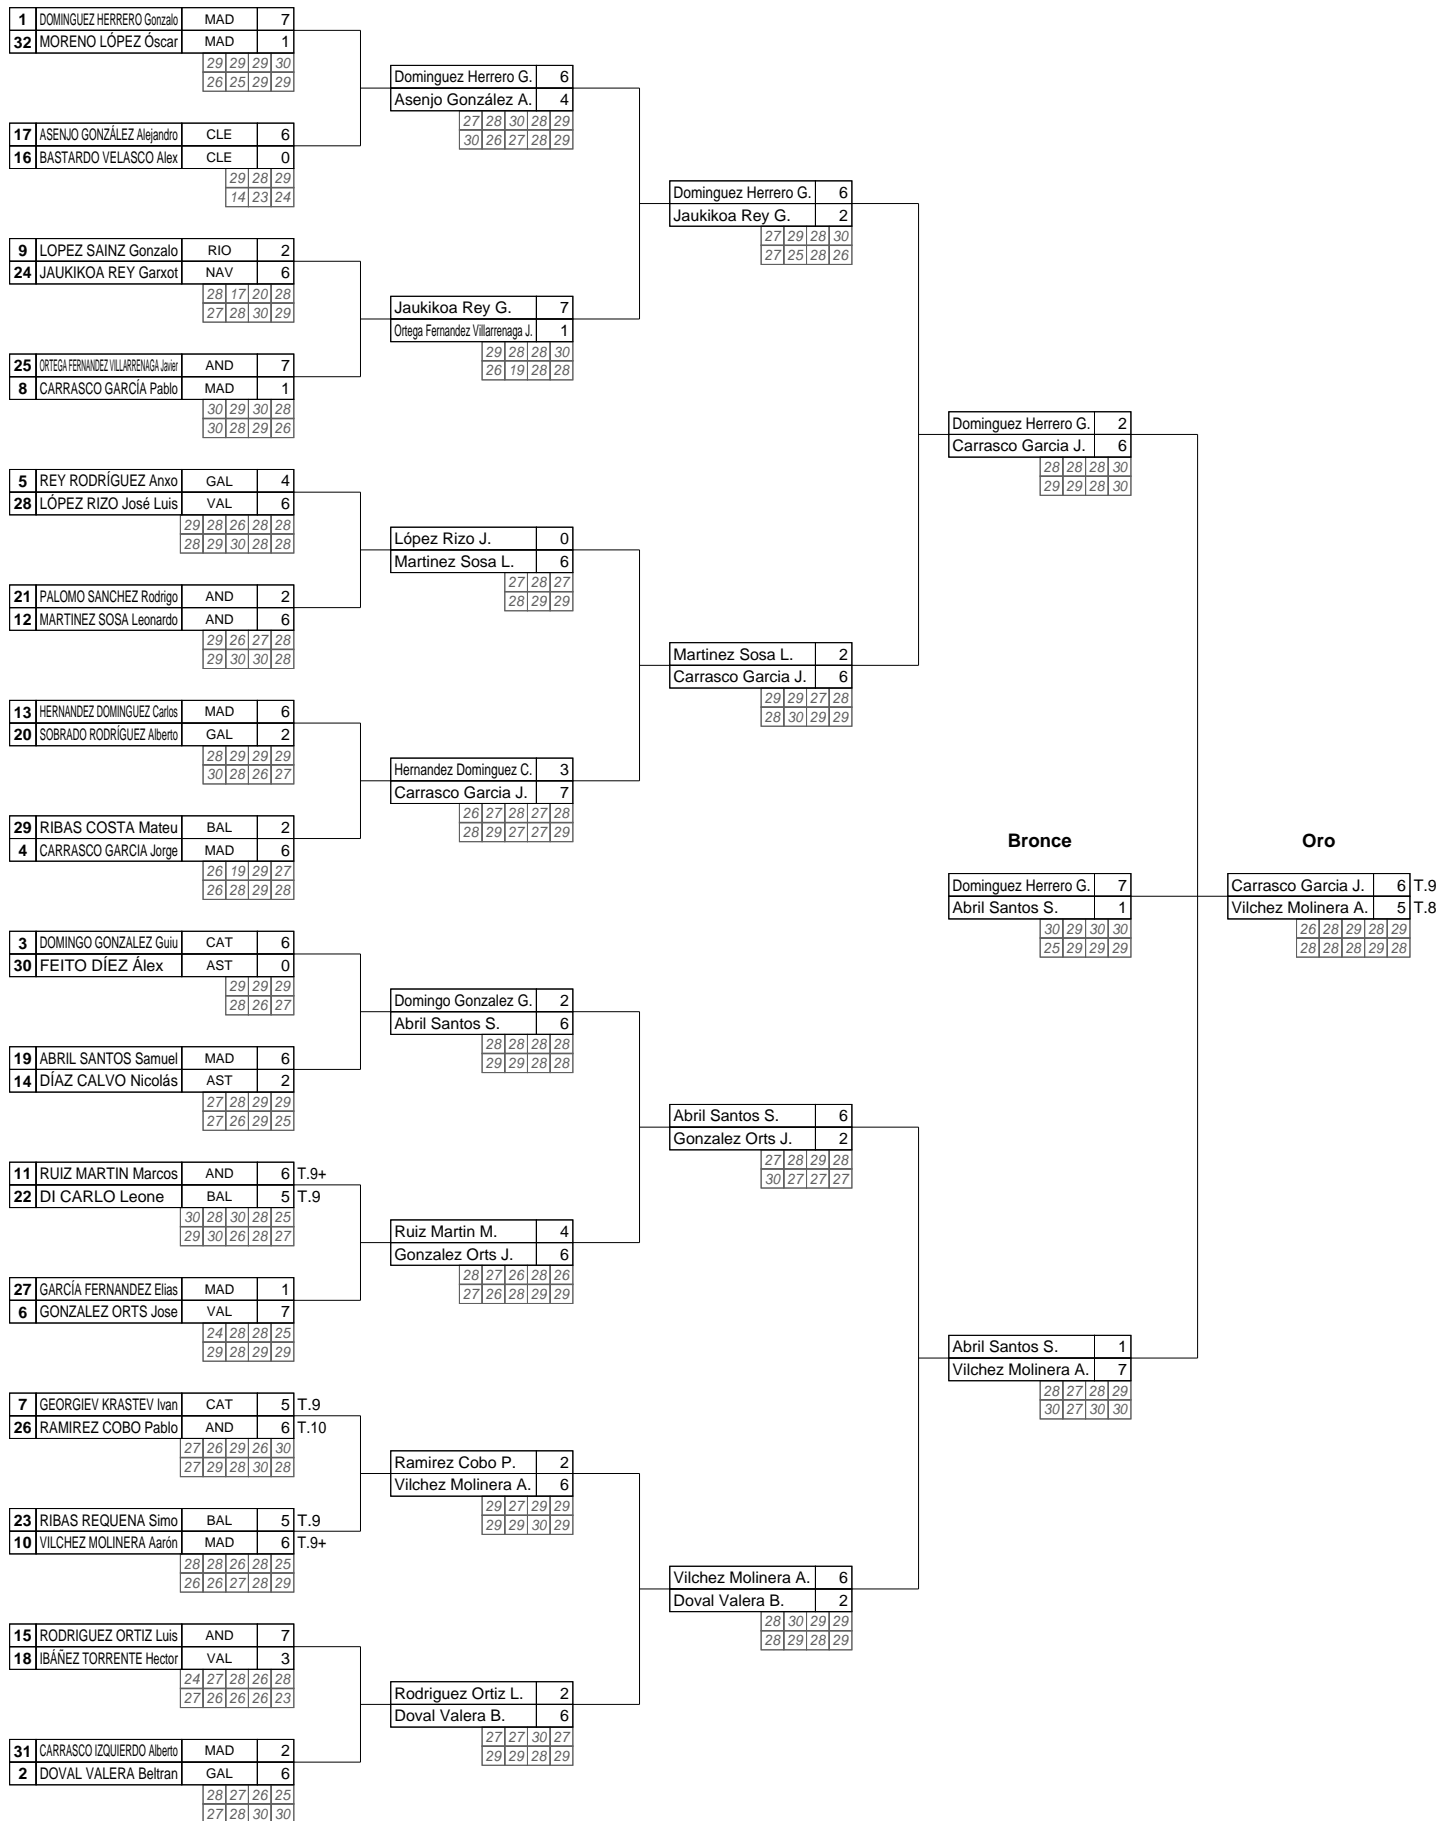 1 DOMINGUEZ HERRERO Gonzalo MAD 7
32 MORENO LÓPEZ Óscar MAD 1
29 29 29 30
26 25 29 29
17 ASENJO GONZÁLEZ Alejandro CLE 6
16 BASTARDO VELASCO Alex CLE 0
29 28 29
14 23 24
9 LOPEZ SAINZ Gonzalo RIO 2
24 JAUKIKOA REY Garxot NAV 6
28 17 20 28
27 28 30 29
25 ORTEGA FERNANDEZ VILLARRENAGA Javier AND 7
8 CARRASCO GARCÍA Pablo MAD 1
30 29 30 28
30 28 29 26
5 REY RODRÍGUEZ Anxo GAL 4
28 LÓPEZ RIZO José Luis VAL 6
29 28 26 28 28
28 29 30 28 28
21 PALOMO SANCHEZ Rodrigo AND 2
12 MARTINEZ SOSA Leonardo AND 6
29 26 27 28
29 30 30 28
13 HERNANDEZ DOMINGUEZ Carlos MAD 6
20 SOBRADO RODRÍGUEZ Alberto GAL 2
28 29 29 29
30 28 26 27
29 RIBAS COSTA Mateu BAL 2
4 CARRASCO GARCIA Jorge MAD 6
26 19 29 27
26 28 29 28
3 DOMINGO GONZALEZ Guiu CAT 6
30 FEITO DÍEZ Álex AST 0
29 29 29
28 26 27
19 ABRIL SANTOS Samuel MAD 6
14 DÍAZ CALVO Nicolás AST 2
27 28 29 29
27 26 29 25
11 RUIZ MARTIN Marcos AND 6 T.9+
22 DI CARLO Leone BAL 5 T.9
30 28 30 28 25
29 30 26 28 27
27 GARCÍA FERNANDEZ Elias MAD 1
6 GONZALEZ ORTS Jose VAL 7
24 28 28 25
29 28 29 29
7 GEORGIEV KRASTEV Ivan CAT 5 T.9
26 RAMIREZ COBO Pablo AND 6 T.10
27 26 29 26 30
27 29 28 30 28
23 RIBAS REQUENA Simo BAL 5 T.9
10 VILCHEZ MOLINERA Aarón MAD 6 T.9+
28 28 26 28 25
26 26 27 28 29
15 RODRIGUEZ ORTIZ Luis AND 7
18 IBÁÑEZ TORRENTE Hector VAL 3
24 27 28 26 28
27 26 26 26 23
31 CARRASCO IZQUIERDO Alberto MAD 2
2 DOVAL VALERA Beltran GAL 6
28 27 26 25
27 28 30 30
Dominguez Herrero G. 6
Asenjo González A. 4
27 28 30 28 29
30 26 27 28 29
Jaukikoa Rey G. 7
Ortega Fernandez Villarrenaga J. 1
29 28 28 30
26 19 28 28
López Rizo J. 0
Martinez Sosa L. 6
27 28 27
28 29 29
Hernandez Dominguez C. 3
Carrasco Garcia J. 7
26 27 28 27 28
28 29 27 27 29
Domingo Gonzalez G. 2
Abril Santos S. 6
28 28 28 28
29 29 28 28
Ruiz Martin M. 4
Gonzalez Orts J. 6
28 27 26 28 26
27 26 28 29 29
Ramirez Cobo P. 2
Vilchez Molinera A. 6
29 27 29 29
29 29 30 29
Rodriguez Ortiz L. 2
Doval Valera B. 6
27 27 30 27
29 29 28 29
Dominguez Herrero G. 6
Jaukikoa Rey G. 2
27 29 28 30
27 25 28 26
Martinez Sosa L. 2
Carrasco Garcia J. 6
29 29 27 28
28 30 29 29
Abril Santos S. 6
Gonzalez Orts J. 2
27 28 29 28
30 27 27 27
Vilchez Molinera A. 6
Doval Valera B. 2
28 30 29 29
28 29 28 29
Dominguez Herrero G. 2
Carrasco Garcia J. 6
28 28 28 30
29 29 28 30
Abril Santos S. 1
Vilchez Molinera A. 7
28 27 28 29
30 27 30 30
Bronce
Dominguez Herrero G. 7
Abril Santos S. 1
30 29 30 30
25 29 29 29
Oro
Carrasco Garcia J. 6 T.9
Vilchez Molinera A. 5 T.8
26 28 29 28 29
28 28 28 29 28